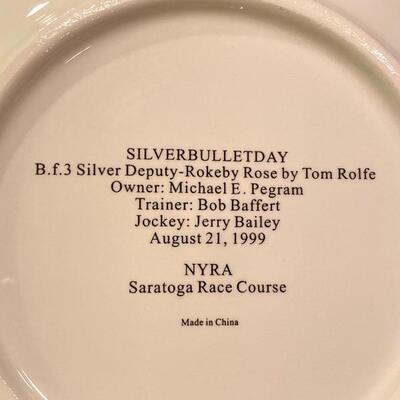 SILVERBULLETDAY
B.f.3 Silver Deputy-Rokeby Rose by Tom Rolfe
Owner: Michael E. Pegram
Trainer: Bob Baffert
Jockey: Jerry Bailey
August 21, 1999
NYRA
Saratoga Race Course
Made in China